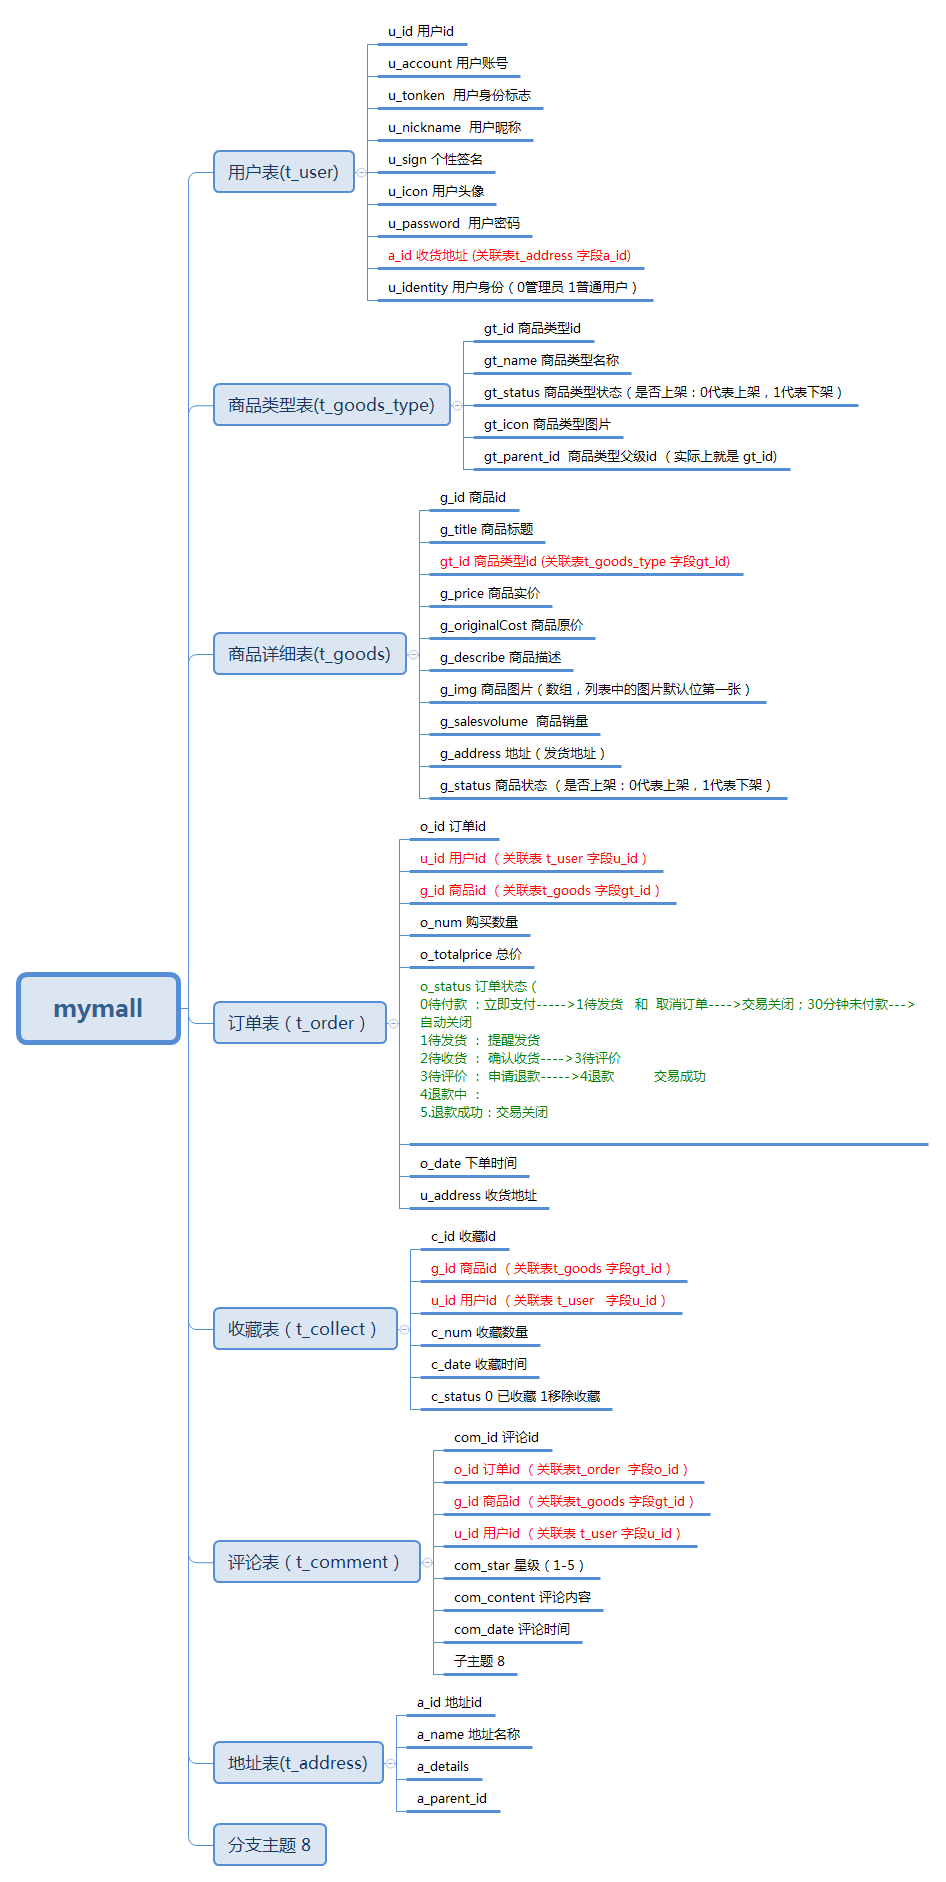 mymall
用户表(t_user)
u_id 用户id
u_account 用户账号
u_tonken  用户身份标志
u_nickname  用户昵称
u_sign 个性签名
u_icon 用户头像
u_password  用户密码
a_id 收货地址 (关联表t_address 字段a_id)
u_identity 用户身份（0管理员 1普通用户）
商品类型表(t_goods_type)
gt_id 商品类型id
gt_name 商品类型名称
gt_status 商品类型状态（是否上架：0代表上架，1代表下架）
gt_icon 商品类型图片
gt_parent_id  商品类型父级id （实际上就是 gt_id)
商品详细表(t_goods)
g_id 商品id
g_title 商品标题
gt_id 商品类型id (关联表t_goods_type 字段gt_id)
g_price 商品实价
g_originalCost 商品原价
g_describe 商品描述
g_img 商品图片（数组，列表中的图片默认位第一张）
g_salesvolume  商品销量
g_address 地址（发货地址）
g_status 商品状态 （是否上架：0代表上架，1代表下架）
订单表（t_order）
o_id 订单id
u_id 用户id （关联表 t_user 字段u_id）
g_id 商品id （关联表t_goods 字段gt_id）
o_num 购买数量
o_totalprice 总价
o_status 订单状态（
0待付款 ：立即支付----->1待发货   和  取消订单---->交易关闭；30分钟未付款--->
自动关闭
1待发货 ： 提醒发货
2待收货 ： 确认收货---->3待评价
3待评价 ： 申请退款----->4退款          交易成功
4退款中 ：
5.退款成功：交易关闭
o_date 下单时间
u_address 收货地址
收藏表（t_collect）
c_id 收藏id
g_id 商品id （关联表t_goods 字段gt_id）
u_id 用户id （关联表 t_user   字段u_id）
c_num 收藏数量
c_date 收藏时间
c_status 0 已收藏 1移除收藏
评论表（t_comment）
com_id 评论id
o_id 订单id （关联表t_order  字段o_id）
g_id 商品id （关联表t_goods 字段gt_id）
u_id 用户id （关联表 t_user 字段u_id）
com_star 星级（1-5）
com_content 评论内容
com_date 评论时间
子主题 8
地址表(t_address)
a_id 地址id
a_name 地址名称
a_details
a_parent_id
分支主题 8